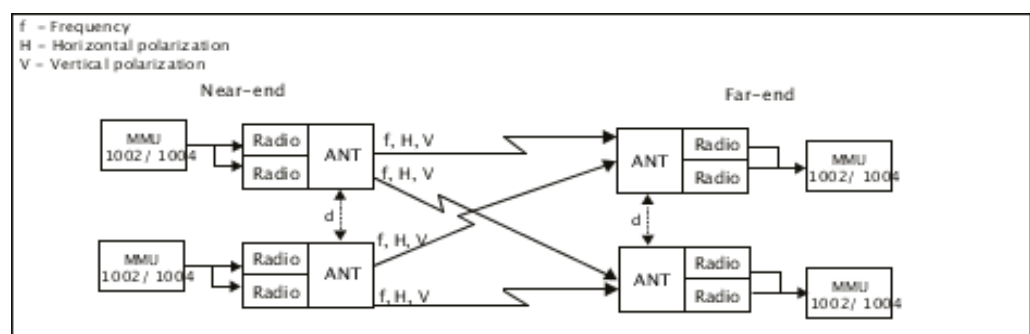 f - Frequency
H - Horizontal polarization
V - Vertical polarization
Near-end
Far-end
MMU
1002/ 1004
Radio
Radio
ANT
f, H, V
f, H, V
ANT
Radio
Radio
MMU
1002/ 1004
d
d
MMU
1002/ 1004
Radio
Radio
ANT
f, H, V
f, H, V
ANT
Radio
Radio
MMU
1002/ 1004